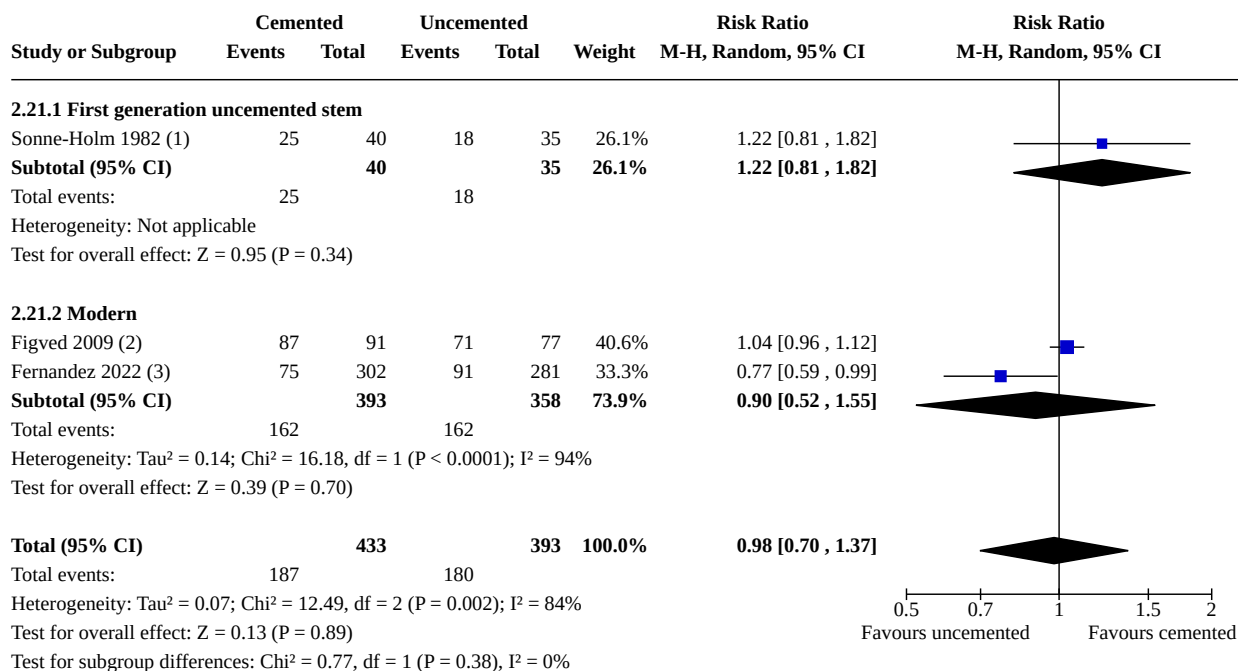 Cemented Uncemented Risk Ratio Risk Ratio
Study or Subgroup Events Total Events Total Weight M-H, Random, 95% CI M-H, Random, 95% CI
2.21.1 First generation uncemented stem
Sonne-Holm 1982 (1) 25 40 18 35 26.1% 1.22 [0.81 , 1.82]
Subtotal (95% CI) 40 35 26.1% 1.22 [0.81 , 1.82]
Total events: 25 18
Heterogeneity: Not applicable
Test for overall effect: Z = 0.95 (P = 0.34)
2.21.2 Modern
Figved 2009 (2) 87 91 71 77 40.6% 1.04 [0.96 , 1.12]
Fernandez 2022 (3) 75 302 91 281 33.3% 0.77 [0.59 , 0.99]
Subtotal (95% CI) 393 358 73.9% 0.90 [0.52 , 1.55]
Total events: 162 162
Heterogeneity: Tau² = 0.14; Chi² = 16.18, df = 1 (P < 0.0001); I² = 94%
Test for overall effect: Z = 0.39 (P = 0.70)
Total (95% CI) 433 393 100.0% 0.98 [0.70 , 1.37]
Total events: 187 180
Heterogeneity: Tau² = 0.07; Chi² = 12.49, df = 2 (P = 0.002); I² = 84%
0.5 0.7 1 1.5 2
Test for overall effect: Z = 0.13 (P = 0.89)
Favours uncemented Favours cemented
Test for subgroup differences: Chi² = 0.77, df = 1 (P = 0.38), I² = 0%